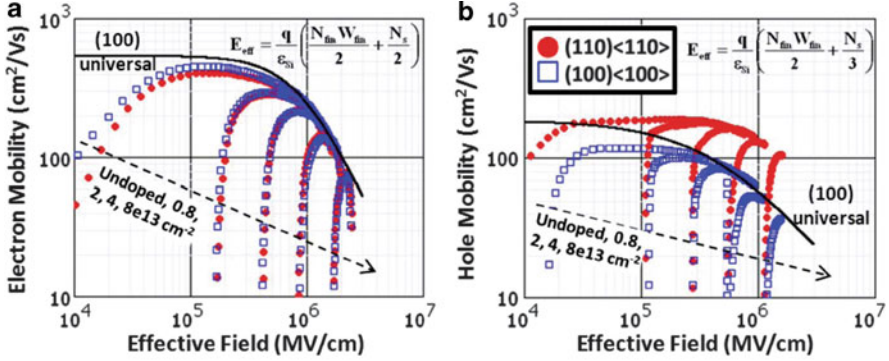 a
Electron Mobility (cm²/Vs)
10³
100
10
(100)
universal
E_eff = q/ε_Si (N_fin W_fin/2 + N_s/2)
Undoped, 0.8,
2, 4, 8e13 cm⁻²
10⁴ 10⁵ 10⁶ 10⁷
Effective Field (MV/cm)
b
Hole Mobility (cm²/Vs)
10³
100
10
(110)<110>
(100)<100>
E_eff = q/ε_Si (N_fin W_fin/2 + N_s/3)
(100)
universal
Undoped, 0.8,
2, 4, 8e13 cm⁻²
10⁴ 10⁵ 10⁶ 10⁷
Effective Field (MV/cm)